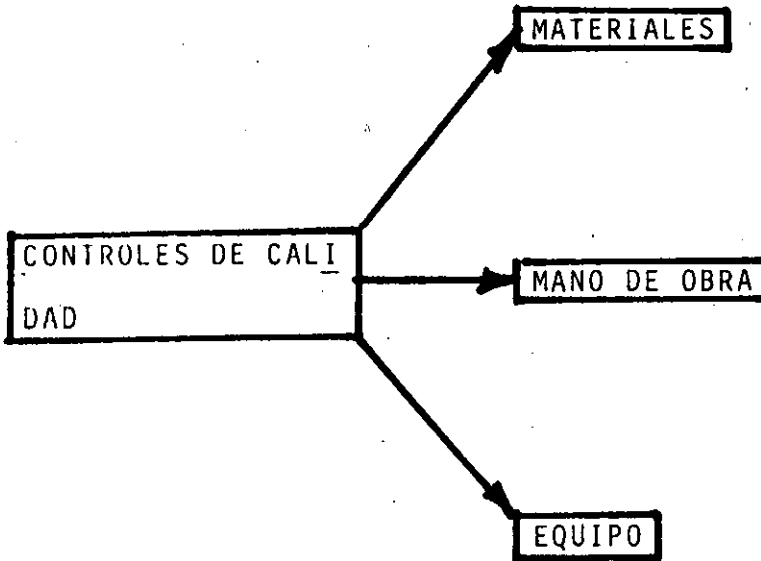 MATERIALES
CONTROLES DE CALI
DAD
MANO DE OBRA
EQUIPO